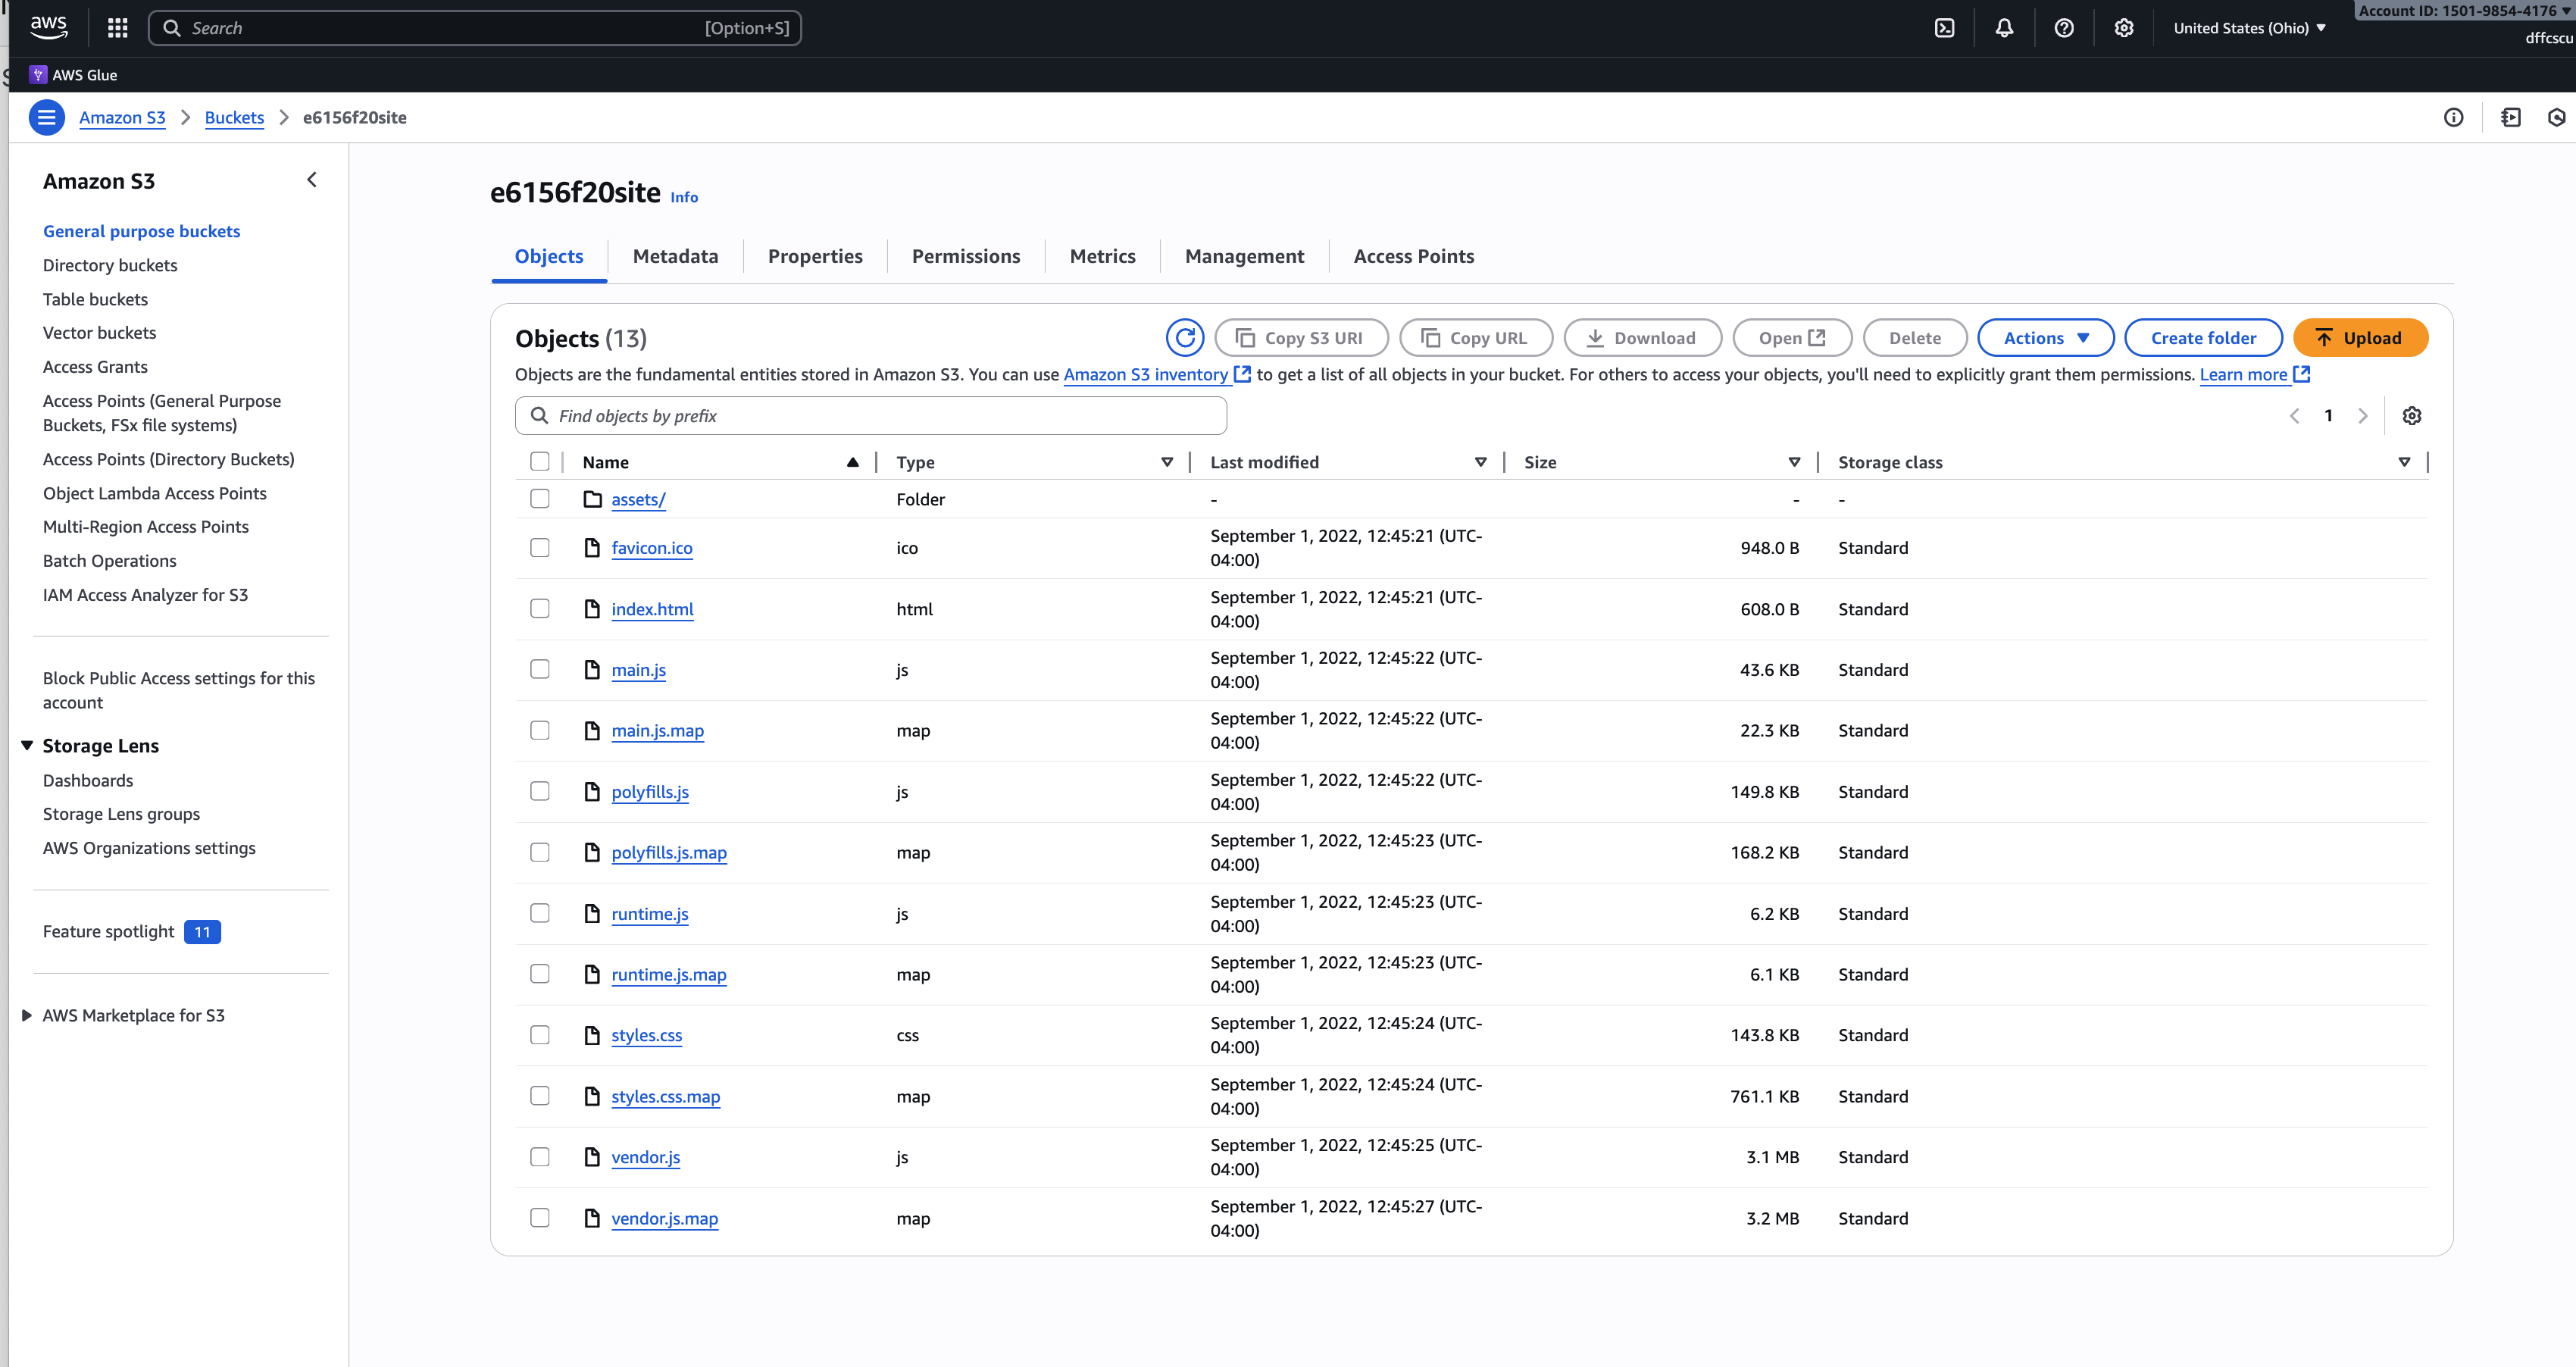 aws
Search [Option+S]
United States (Ohio)
Account ID: 1501-9854-4176
dffcscu
AWS Glue
Amazon S3 Buckets e6156f20site
Amazon S3
General purpose buckets
Directory buckets
Table buckets
Vector buckets
Access Grants
Access Points (General Purpose
Buckets, FSx file systems)
Access Points (Directory Buckets)
Object Lambda Access Points
Multi-Region Access Points
Batch Operations
IAM Access Analyzer for S3
Block Public Access settings for this
account
Storage Lens
Dashboards
Storage Lens groups
AWS Organizations settings
Feature spotlight 11
AWS Marketplace for S3
e6156f20site Info
Objects Metadata Properties Permissions Metrics Management Access Points
Objects (13)
Copy S3 URI Copy URL Download Open Delete Actions Create folder Upload
Objects are the fundamental entities stored in Amazon S3. You can use Amazon S3 inventory to get a list of all objects in your bucket. For others to access your objects, you'll need to explicitly grant them permissions. Learn more
Find objects by prefix
1
Name Type Last modified Size Storage class
assets/ Folder - - -
favicon.ico ico September 1, 2022, 12:45:21 (UTC-
04:00) 948.0 B Standard
index.html html September 1, 2022, 12:45:21 (UTC-
04:00) 608.0 B Standard
main.js js September 1, 2022, 12:45:22 (UTC-
04:00) 43.6 KB Standard
main.js.map map September 1, 2022, 12:45:22 (UTC-
04:00) 22.3 KB Standard
polyfills.js js September 1, 2022, 12:45:22 (UTC-
04:00) 149.8 KB Standard
polyfills.js.map map September 1, 2022, 12:45:23 (UTC-
04:00) 168.2 KB Standard
runtime.js js September 1, 2022, 12:45:23 (UTC-
04:00) 6.2 KB Standard
runtime.js.map map September 1, 2022, 12:45:23 (UTC-
04:00) 6.1 KB Standard
styles.css css September 1, 2022, 12:45:24 (UTC-
04:00) 143.8 KB Standard
styles.css.map map September 1, 2022, 12:45:24 (UTC-
04:00) 761.1 KB Standard
vendor.js js September 1, 2022, 12:45:25 (UTC-
04:00) 3.1 MB Standard
vendor.js.map map September 1, 2022, 12:45:27 (UTC-
04:00) 3.2 MB Standard